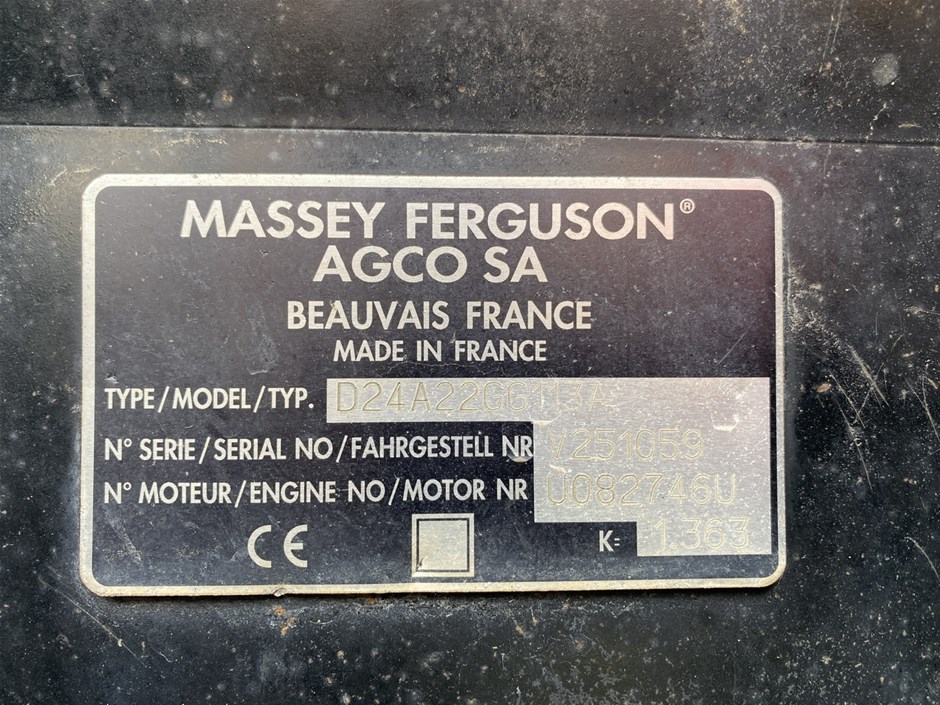 MASSEY FERGUSON®
AGCO SA
BEAUVAIS FRANCE
MADE IN FRANCE
TYPE/MODEL/TYP.
N° SERIE/SERIAL NO/FAHRGESTELL NR V251059
N° MOTEUR/ENGINE NO/MOTOR NR U082746U
CE
K= 1.363